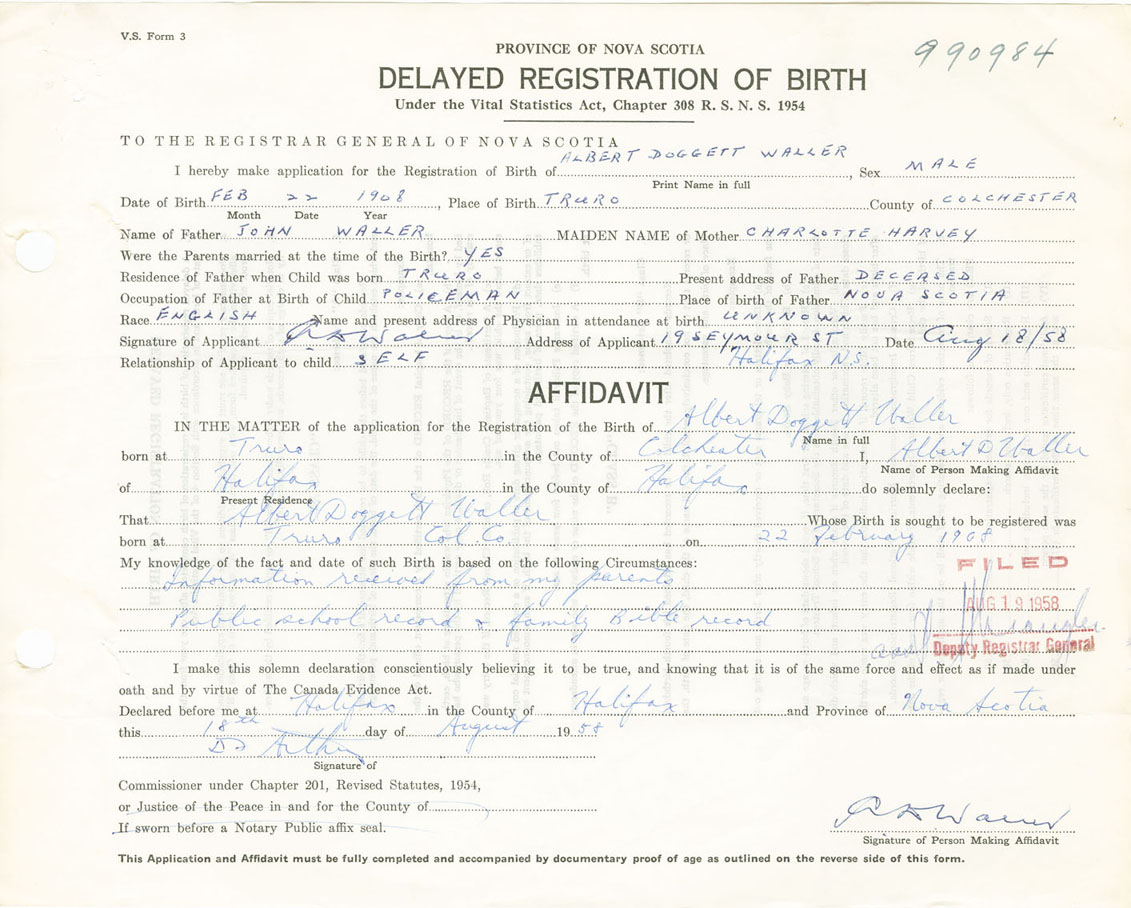 V.S. Form 3
990984
PROVINCE OF NOVA SCOTIA
DELAYED REGISTRATION OF BIRTH
Under the Vital Statistics Act, Chapter 308 R. S. N. S. 1954
TO THE REGISTRAR GENERAL OF NOVA SCOTIA
I hereby make application for the Registration of Birth of ALBERT DOGGETT WALLER, Sex MALE
Print Name in full
Date of Birth FEB 22 1908, Place of Birth TRURO County of COLCHESTER
Month Date Year
Name of Father JOHN WALLER MAIDEN NAME of Mother CHARLOTTE HARVEY
Were the Parents married at the time of the Birth? YES
Residence of Father when Child was born TRURO Present address of Father DECEASED
Occupation of Father at Birth of Child POLICEMAN Place of birth of Father NOVA SCOTIA
Race ENGLISH Name and present address of Physician in attendance at birth UNKNOWN
Signature of Applicant A D Waller Address of Applicant 19 SEYMOUR ST Date Aug 18/58
Relationship of Applicant to child SELF Halifax N.S.
AFFIDAVIT
IN THE MATTER of the application for the Registration of the Birth of Albert Doggett Waller
Name in full
born at Truro in the County of Colchester I, Albert D Waller
Name of Person Making Affidavit
of Halifax in the County of Halifax do solemnly declare:
Present Residence
That Albert Doggett Waller Whose Birth is sought to be registered was
born at Truro Col. Co. on 22 February 1908
My knowledge of the fact and date of such Birth is based on the following Circumstances:
Information received from my parents
FILED
AUG 19 1958
Public school record & family Bible record
Deputy Registrar General
I make this solemn declaration conscientiously believing it to be true, and knowing that it is of the same force and effect as if made under
oath and by virtue of The Canada Evidence Act.
Declared before me at Halifax in the County of Halifax and Province of Nova Scotia
this 18th day of August 19 58
Signature of
Commissioner under Chapter 201, Revised Statutes, 1954,
or Justice of the Peace in and for the County of
If sworn before a Notary Public affix seal.
A D Waller
Signature of Person Making Affidavit
This Application and Affidavit must be fully completed and accompanied by documentary proof of age as outlined on the reverse side of this form.